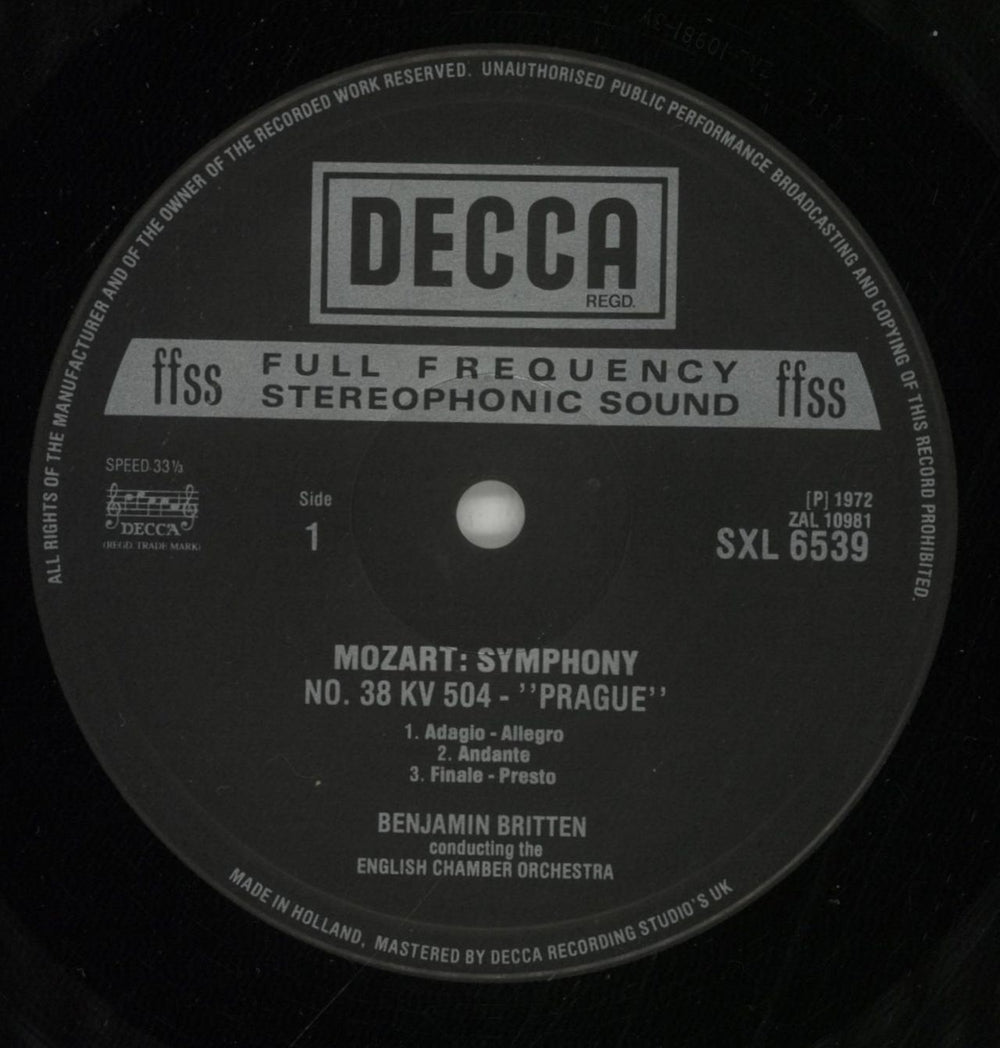 ALL RIGHTS OF THE MANUFACTURER AND OF THE OWNER OF THE RECORDED WORK RESERVED. UNAUTHORISED PUBLIC PERFORMANCE BROADCASTING AND COPYING OF THIS RECORD PROHIBITED.
DECCA
REGD.
ffss FULL FREQUENCY STEREOPHONIC SOUND ffss
SPEED 33⅓
DECCA
(REGD. TRADE MARK)
Side
1
[P] 1972
ZAL 10981
SXL 6539
MOZART: SYMPHONY
NO. 38 KV 504 - ''PRAGUE''
1. Adagio - Allegro
2. Andante
3. Finale - Presto
BENJAMIN BRITTEN
conducting the
ENGLISH CHAMBER ORCHESTRA
MADE IN HOLLAND, MASTERED BY DECCA RECORDING STUDIO'S UK